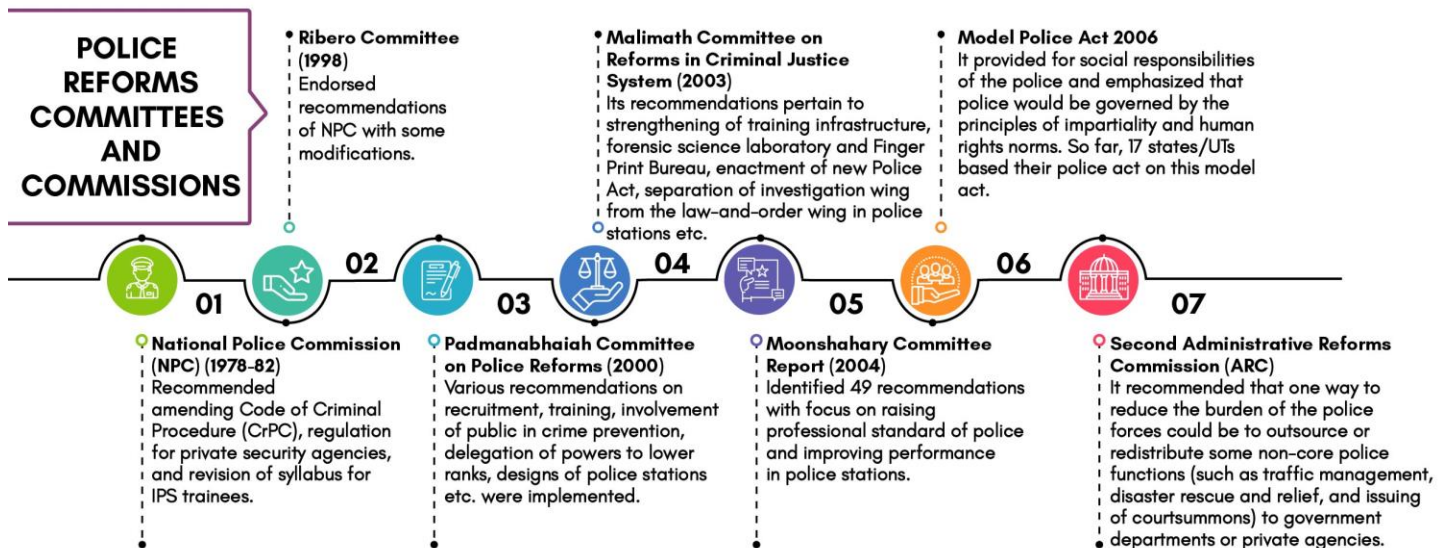 POLICE
REFORMS
COMMITTEES
AND
COMMISSIONS
01
National Police Commission
(NPC) (1978-82)
Recommended
amending Code of Criminal
Procedure (CrPC), regulation
for private security agencies,
and revision of syllabus for
IPS trainees.
02
Ribero Committee
(1998)
Endorsed
recommendations
of NPC with some
modifications.
03
Padmanabhaiah Committee
on Police Reforms (2000)
Various recommendations on
recruitment, training, involvement
of public in crime prevention,
delegation of powers to lower
ranks, designs of police stations
etc. were implemented.
04
Malimath Committee on
Reforms in Criminal Justice
System (2003)
Its recommendations pertain to
strengthening of training infrastructure,
forensic science laboratory and Finger
Print Bureau, enactment of new Police
Act, separation of investigation wing
from the law-and-order wing in police
stations etc.
05
Moonshahary Committee
Report (2004)
Identified 49 recommendations
with focus on raising
professional standard of police
and improving performance
in police stations.
06
Model Police Act 2006
It provided for social responsibilities
of the police and emphasized that
police would be governed by the
principles of impartiality and human
rights norms. So far, 17 states/UTs
based their police act on this model
act.
07
Second Administrative Reforms
Commission (ARC)
It recommended that one way to
reduce the burden of the police
forces could be to outsource or
redistribute some non-core police
functions (such as traffic management,
disaster rescue and relief, and issuing
of courtsummons) to government
departments or private agencies.